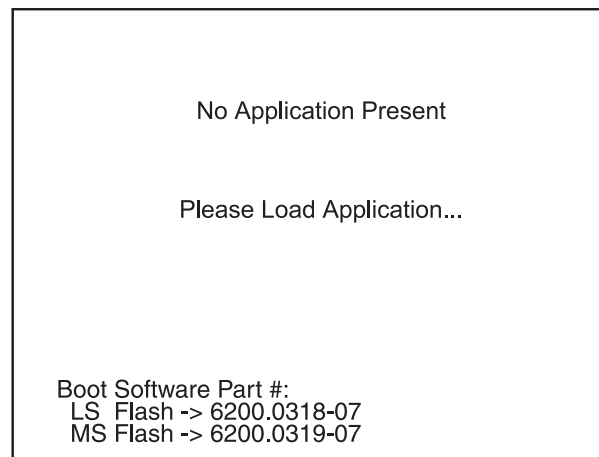 No Application Present
Please Load Application...
Boot Software Part #:
LS Flash -> 6200.0318-07
MS Flash -> 6200.0319-07